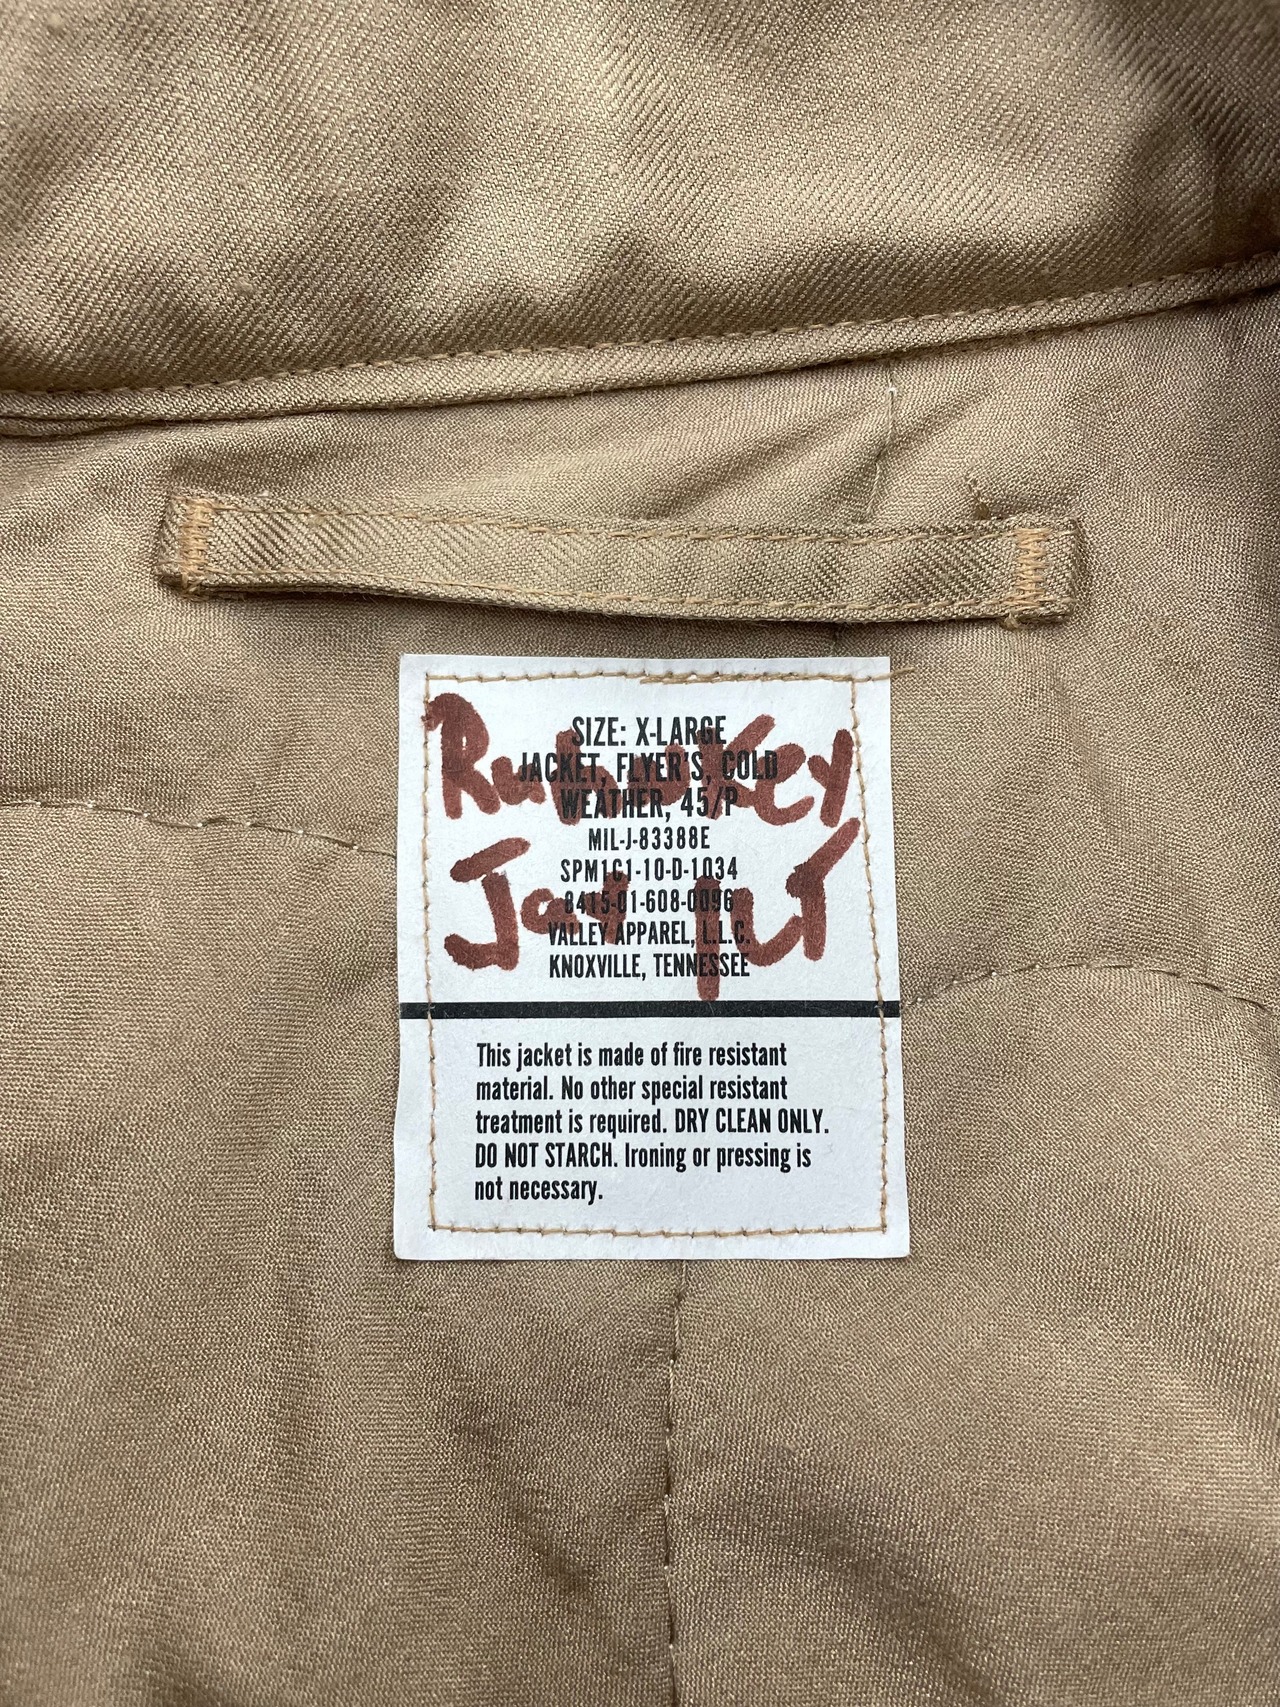 SIZE: X-LARGE
JACKET, FLYER'S, COLD
WEATHER, 45/P
MIL-J-83388E
SPM1C1-10-D-1034
8415-01-608-0096
VALLEY APPAREL, L.L.C.
KNOXVILLE, TENNESSEE
This jacket is made of fire resistant
material. No other special resistant
treatment is required. DRY CLEAN ONLY.
DO NOT STARCH. Ironing or pressing is
not necessary.